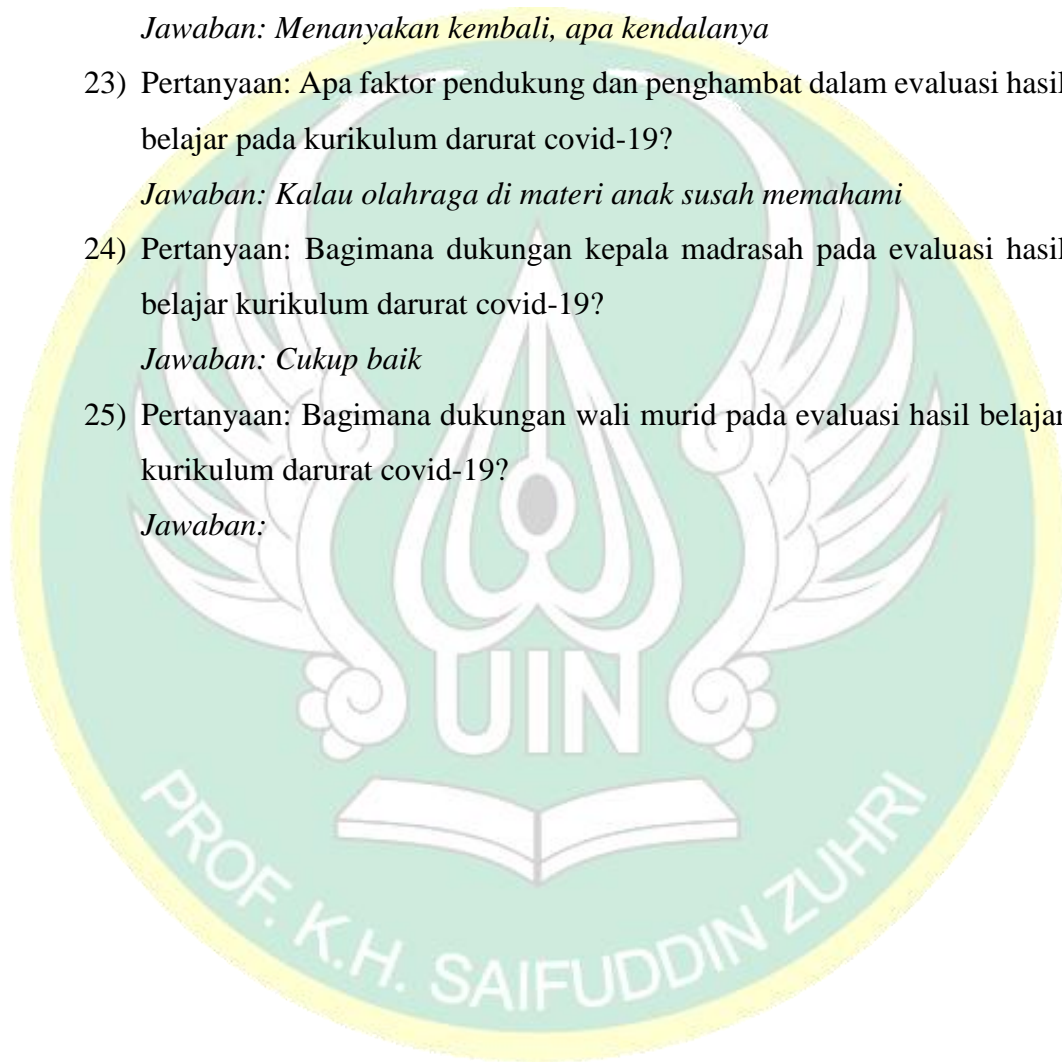 Jawaban: Menanyakan kembali, apa kendalanya
23) Pertanyaan: Apa faktor pendukung dan penghambat dalam evaluasi hasil
belajar pada kurikulum darurat covid-19?
Jawaban: Kalau olahraga di materi anak susah memahami
24) Pertanyaan: Bagimana dukungan kepala madrasah pada evaluasi hasil
belajar kurikulum darurat covid-19?
Jawaban: Cukup baik
25) Pertanyaan: Bagimana dukungan wali murid pada evaluasi hasil belajar
kurikulum darurat covid-19?
Jawaban:
UIN
PROF. K.H. SAIFUDDIN ZUHRI